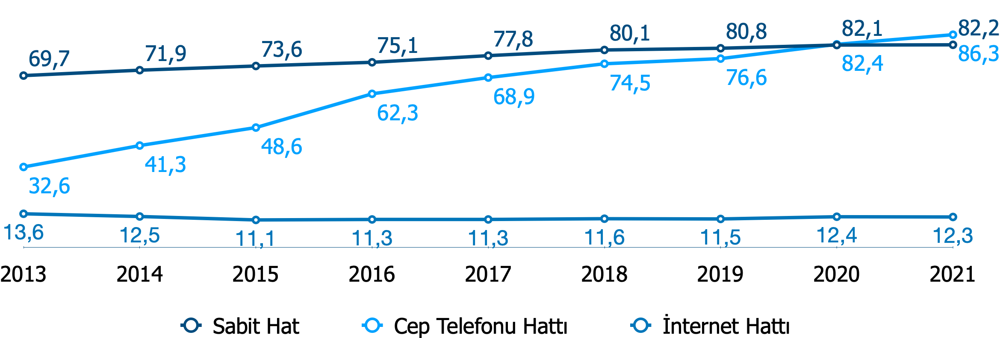 69,7 71,9 73,6 75,1 77,8 80,1 80,8 82,1 82,2
32,6 41,3 48,6 62,3 68,9 74,5 76,6 82,4 86,3
13,6 12,5 11,1 11,3 11,3 11,6 11,5 12,4 12,3
2013 2014 2015 2016 2017 2018 2019 2020 2021
Sabit Hat Cep Telefonu Hattı İnternet Hattı